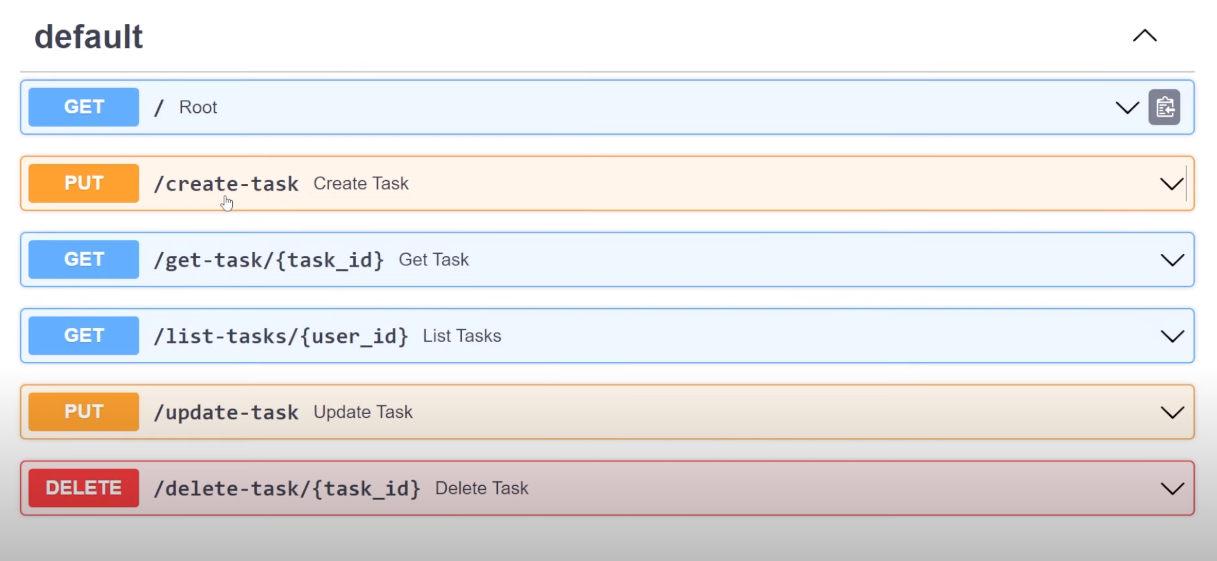 default
GET / Root
PUT /create-task Create Task
GET /get-task/{task_id} Get Task
GET /list-tasks/{user_id} List Tasks
PUT /update-task Update Task
DELETE /delete-task/{task_id} Delete Task